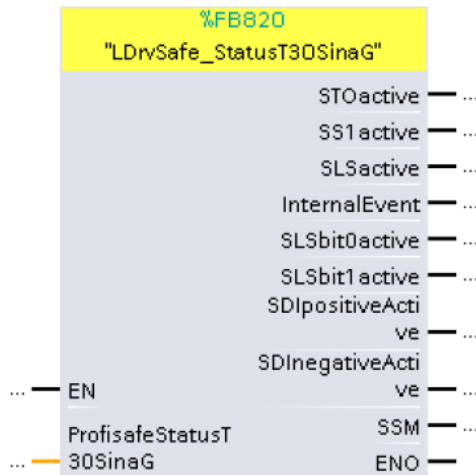 %FB820
"LDrvSafe_StatusT30SinaG"
STOactive
...
SS1active
...
SLSactive
...
InternalEvent
...
SLSbit0active
...
SLSbit1active
...
SDIpositiveActi
ve
...
SDInegativeActi
... EN
ve
...
ProfisafeStatusT
SSM
...
... 30SinaG
ENO